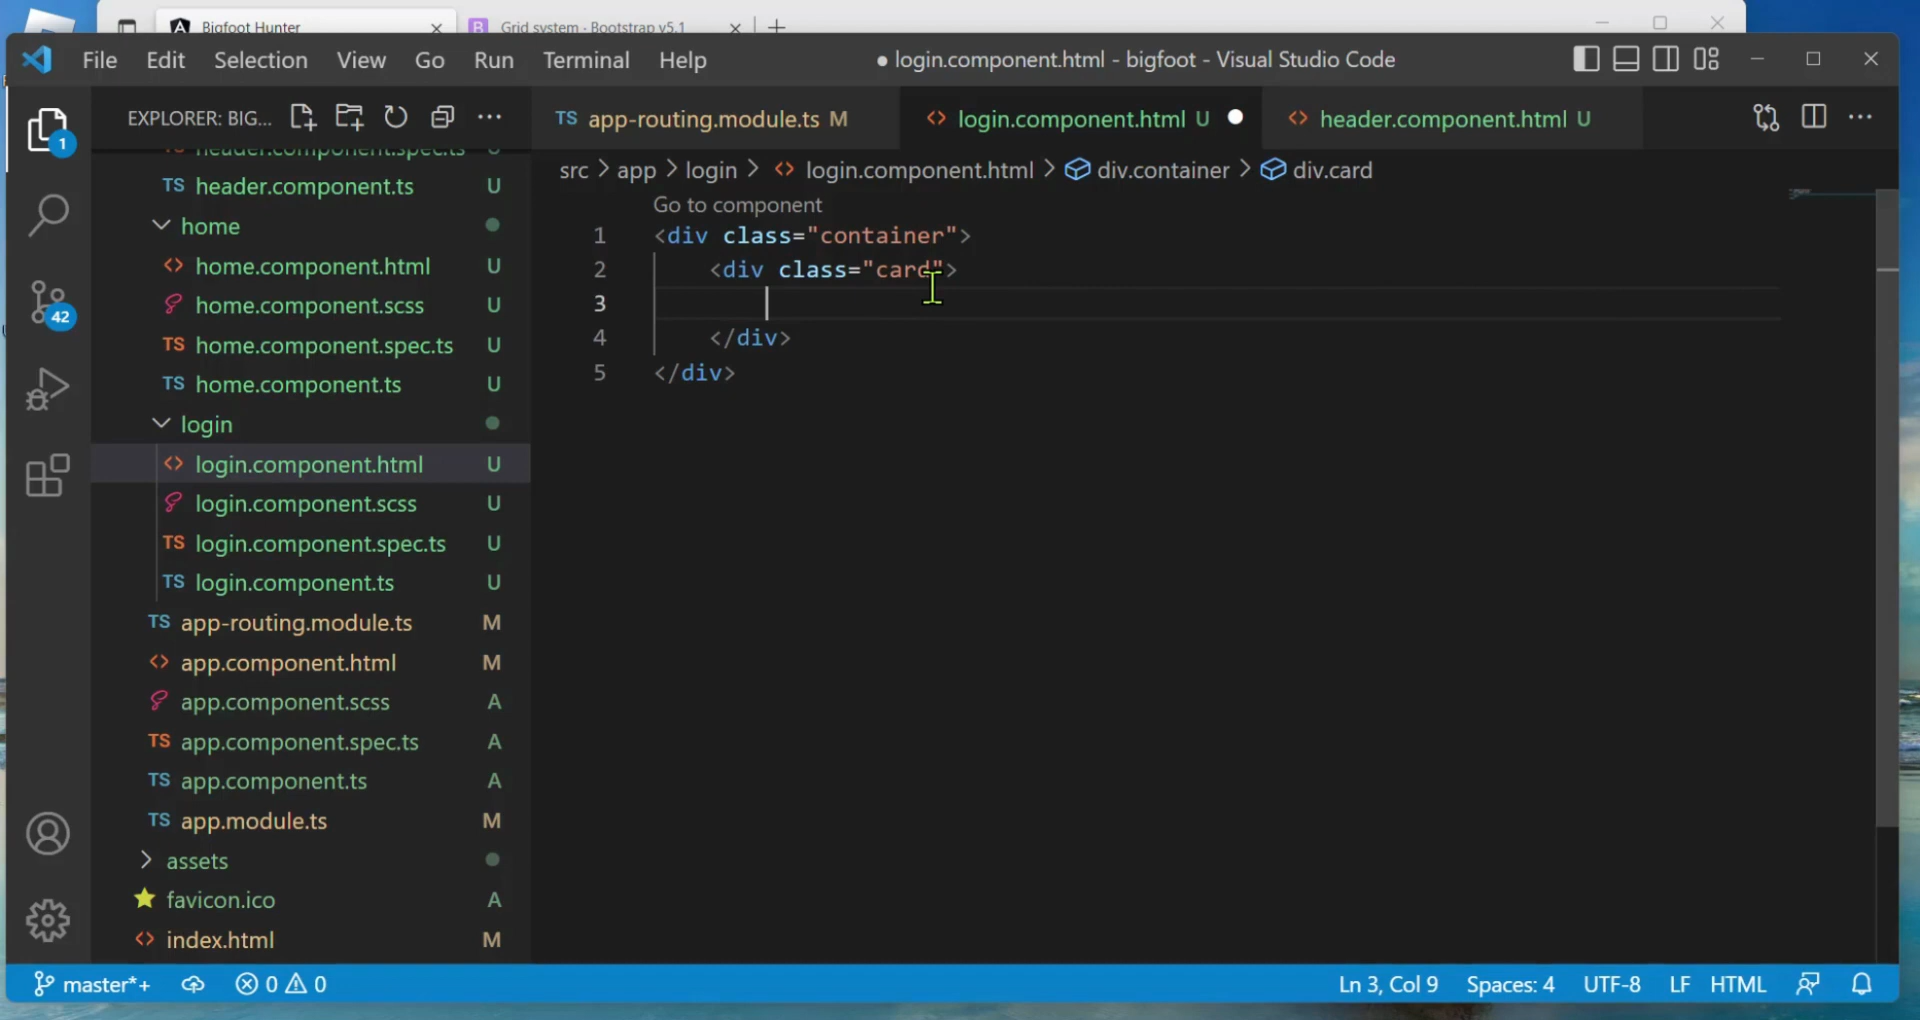 Bigfoot Hunter
Grid system · Bootstrap v5.1
File Edit Selection View Go Run Terminal Help
● login.component.html - bigfoot - Visual Studio Code
EXPLORER: BIG...
TS app-routing.module.ts M
<> login.component.html U ●
<> header.component.html U
src > app > login > <> login.component.html > div.container > div.card
1
42
header.component.spec.ts U
TS header.component.ts U
home
<> home.component.html U
home.component.scss U
TS home.component.spec.ts U
TS home.component.ts U
login
<> login.component.html U
login.component.scss U
TS login.component.spec.ts U
TS login.component.ts U
TS app-routing.module.ts M
<> app.component.html M
app.component.scss A
TS app.component.spec.ts A
TS app.component.ts A
TS app.module.ts M
assets
favicon.ico A
<> index.html M
Go to component
1 <div class="container">
2 <div class="card">
3
4 </div>
5 </div>
master*+ 0 0
Ln 3, Col 9 Spaces: 4 UTF-8 LF HTML